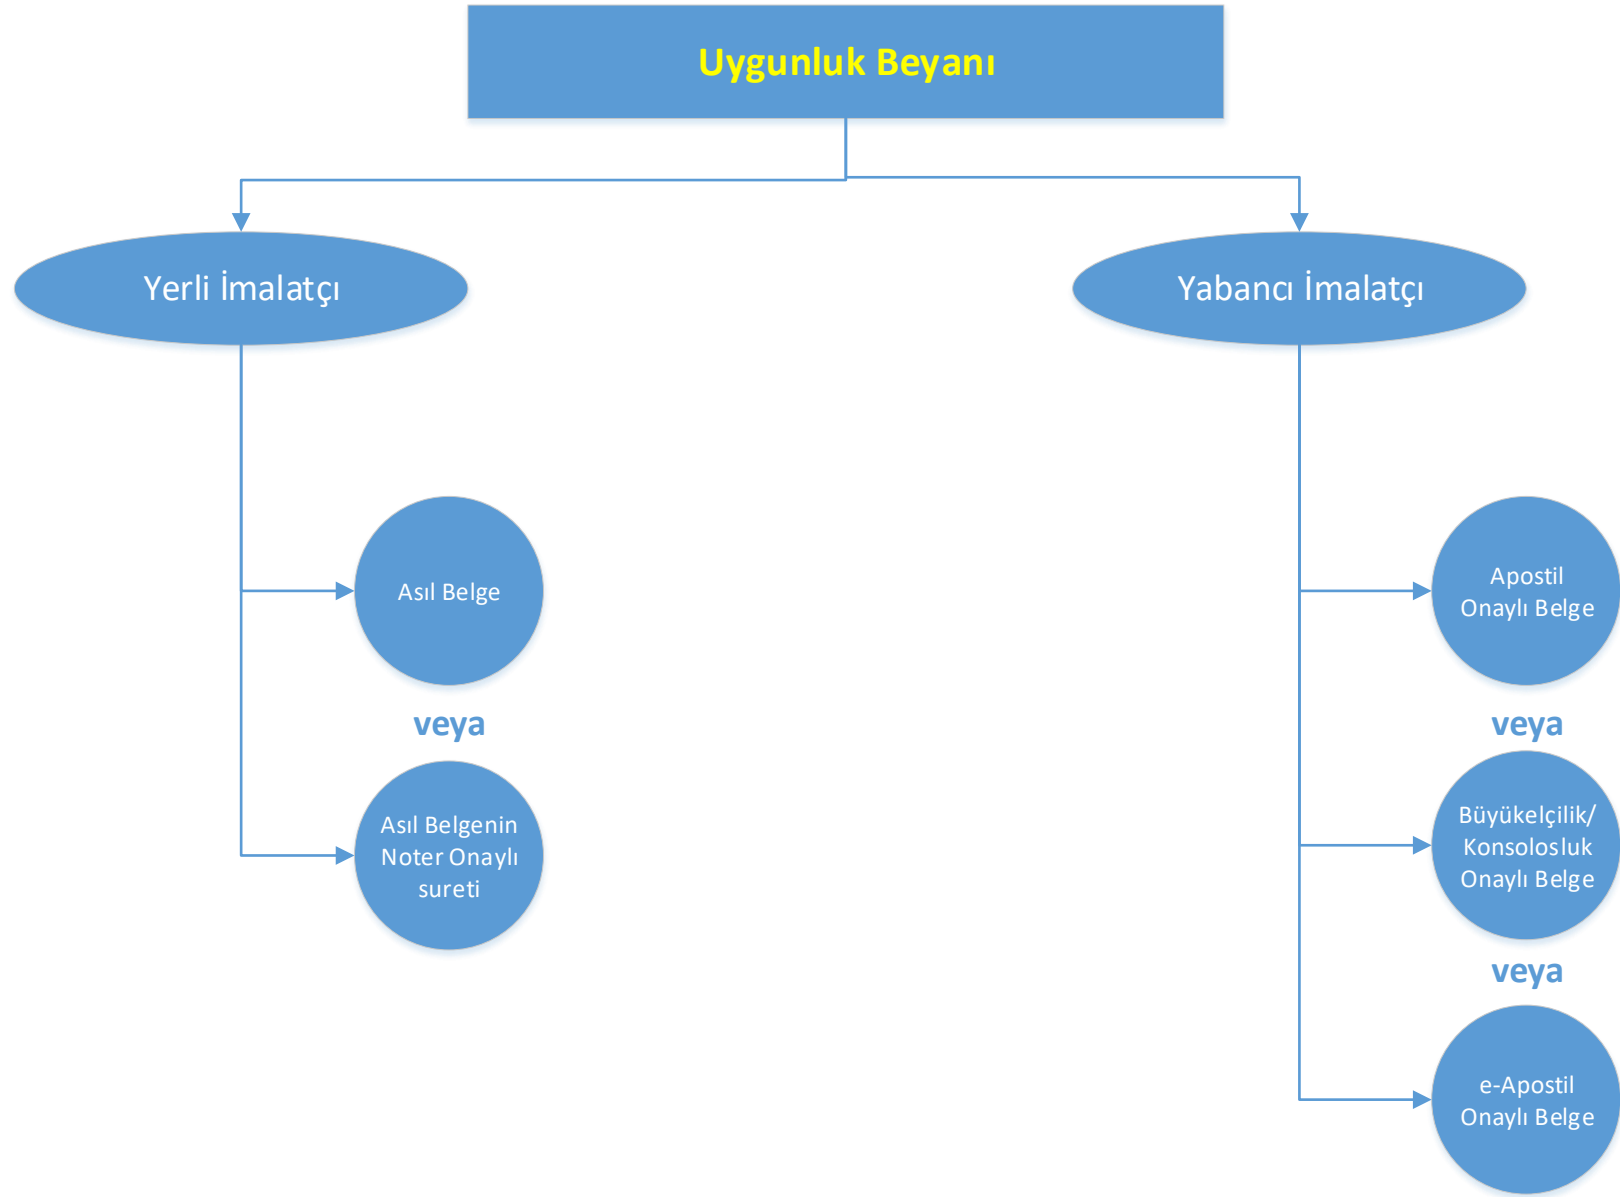 Uygunluk Beyanı
Yerli İmalatçı
Yabancı İmalatçı
Asıl Belge
veya
Asıl Belgenin
Noter Onaylı
sureti
Apostil
Onaylı Belge
veya
Büyükelçilik/
Konsolosluk
Onaylı Belge
veya
e-Apostil
Onaylı Belge